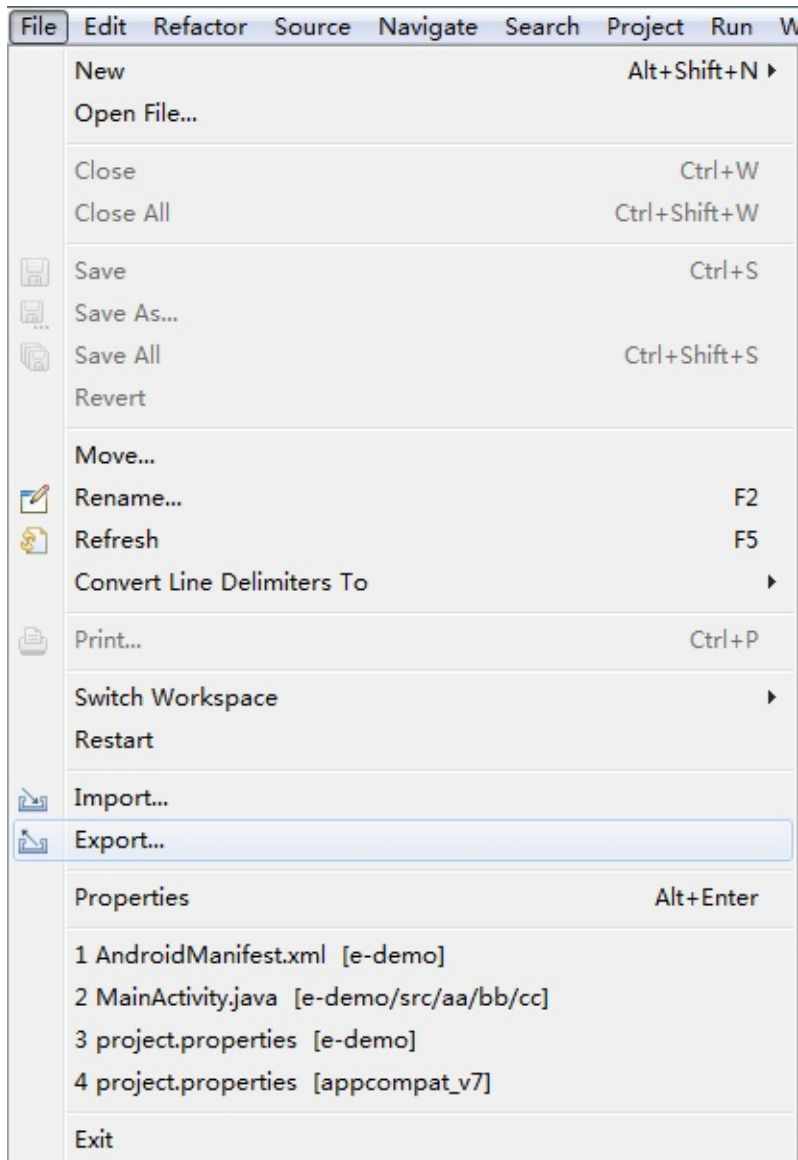 File Edit Refactor Source Navigate Search Project Run
New Alt+Shift+N
Open File...
Close Ctrl+W
Close All Ctrl+Shift+W
Save Ctrl+S
Save As...
Save All Ctrl+Shift+S
Revert
Move...
Rename... F2
Refresh F5
Convert Line Delimiters To
Print... Ctrl+P
Switch Workspace
Restart
Import...
Export...
Properties Alt+Enter
1 AndroidManifest.xml [e-demo]
2 MainActivity.java [e-demo/src/aa/bb/cc]
3 project.properties [e-demo]
4 project.properties [appcompat_v7]
Exit